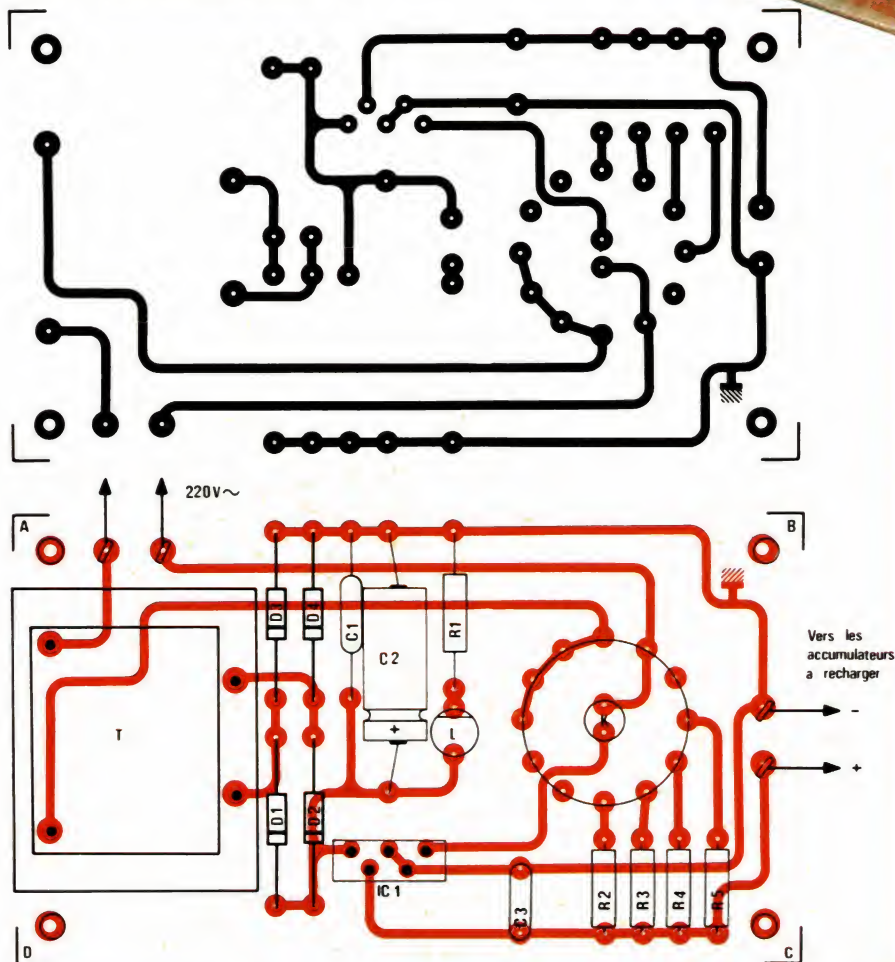 220V~
A
B
D3
D4
C1
C2
+
R1
L
T
Vers les
accumulateurs
a recharger
-
+
D1
D2
IC1
C3
R2
R3
R4
R5
D
C